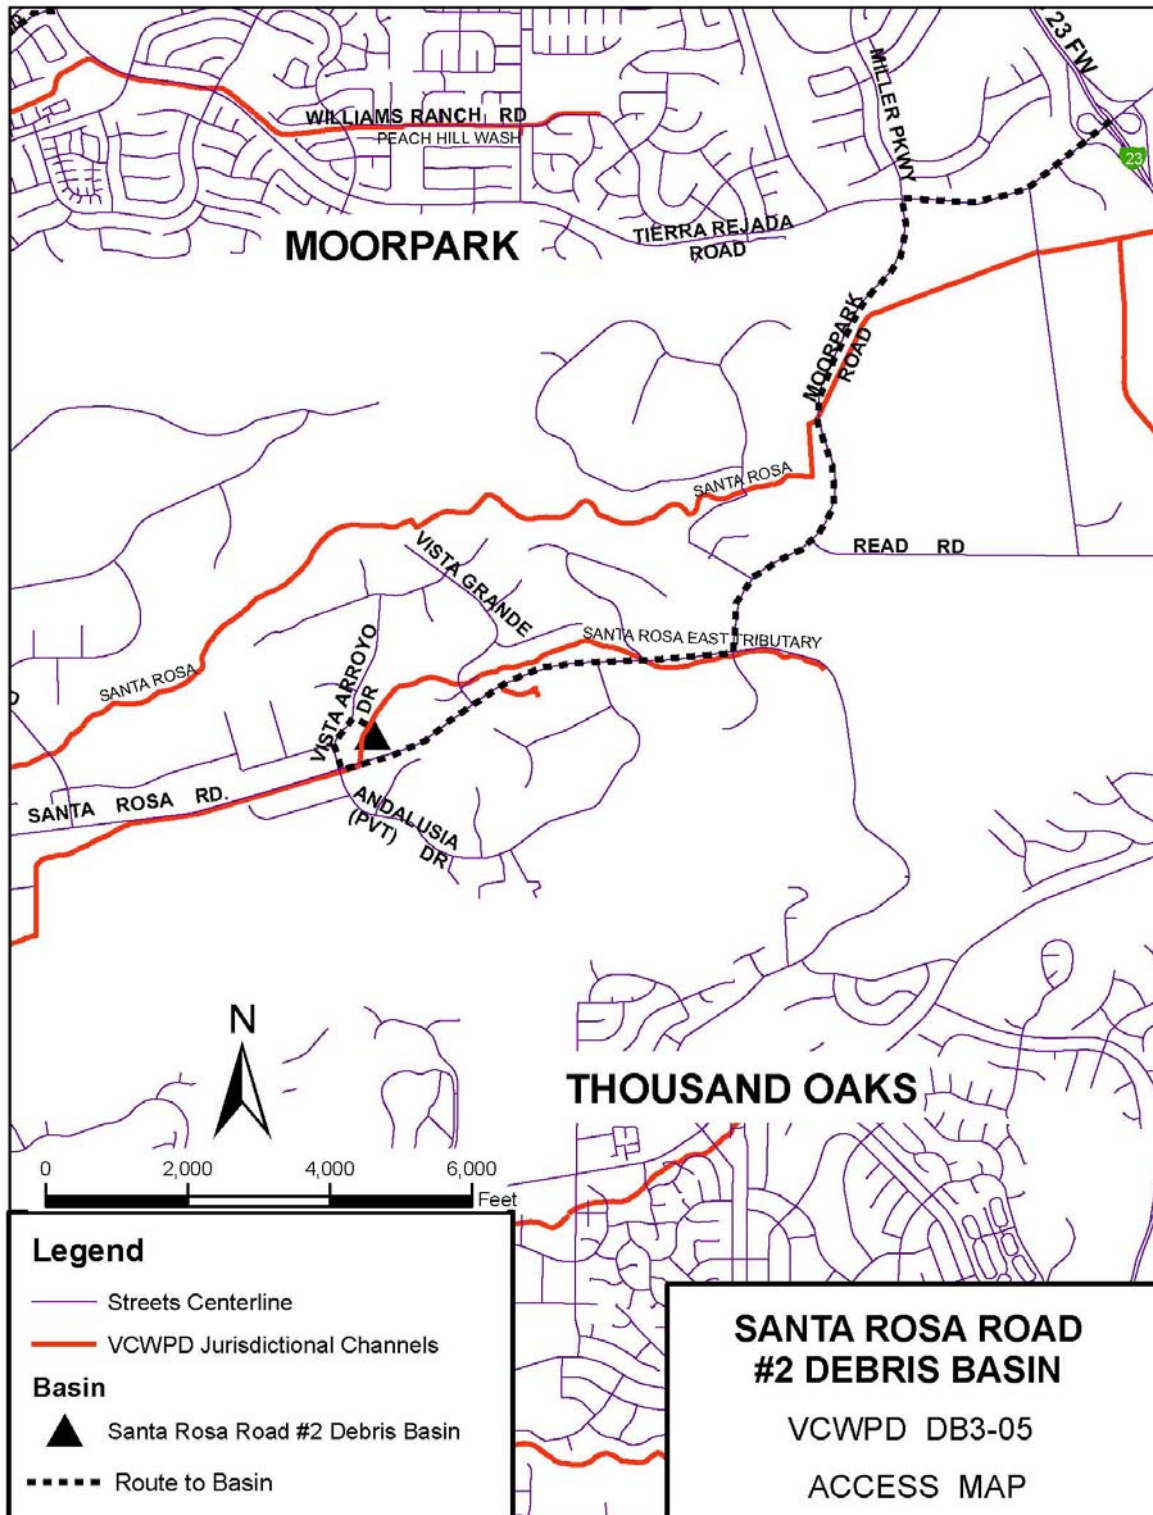 23 FW
MILLER PKWY
WILLIAMS RANCH RD
PEACH HILL WASH
23
MOORPARK
TIERRA REJADA
ROAD
MOORPARK
ROAD
SANTA ROSA
READ RD
VISTA GRANDE
SANTA ROSA EAST TRIBUTARY
SANTA ROSA
VISTA ARROYO
DR
SANTA ROSA RD.
ANDALUSIA
(PVT) DR
N
THOUSAND OAKS
0 2,000 4,000 6,000
Feet
Legend
Streets Centerline
VCWPD Jurisdictional Channels
Basin
Santa Rosa Road #2 Debris Basin
Route to Basin
SANTA ROSA ROAD
#2 DEBRIS BASIN
VCWPD DB3-05
ACCESS MAP